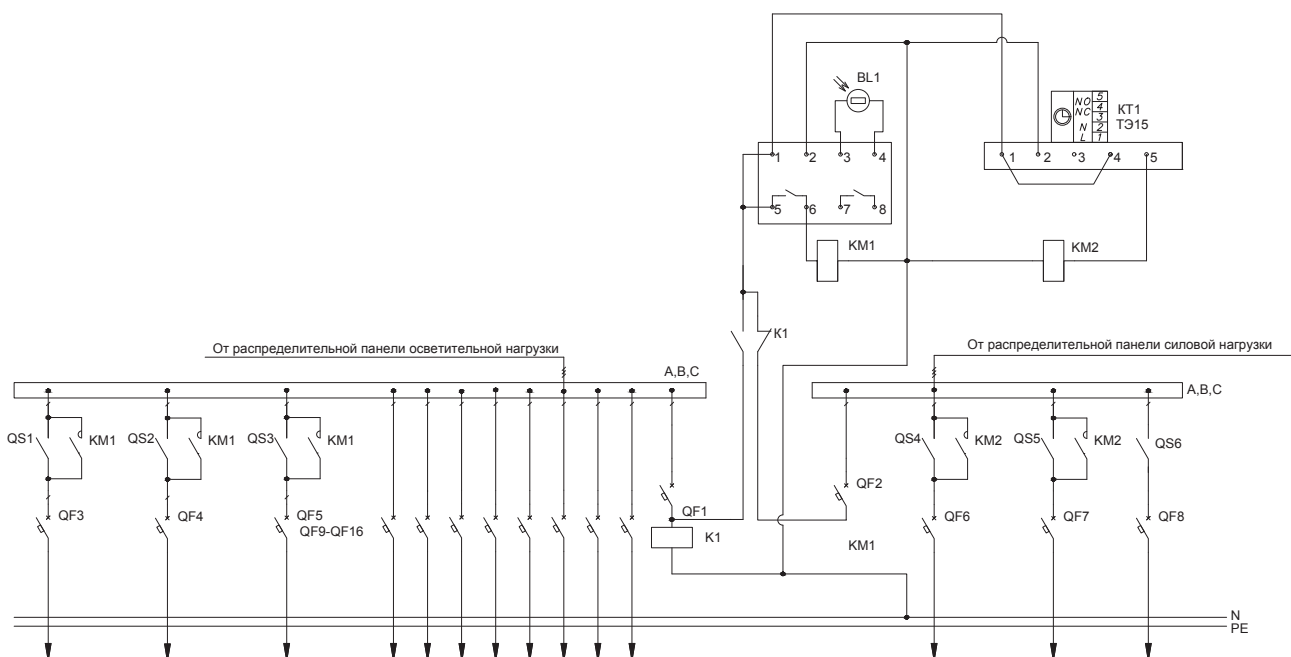 BL1
NO
NC
N
L
5
4
3
2
1
КТ1
ТЭ15
1
2
3
4
5
6
7
8
1
2
3
4
5
KM1
KM2
К1
От распределительной панели осветительной нагрузки
От распределительной панели силовой нагрузки
A,B,C
A,B,C
QS1
KM1
QS2
KM1
QS3
KM1
QS4
KM2
QS5
KM2
QS6
QF3
QF4
QF5
QF9-QF16
QF1
K1
QF2
KM1
QF6
QF7
QF8
N
PE